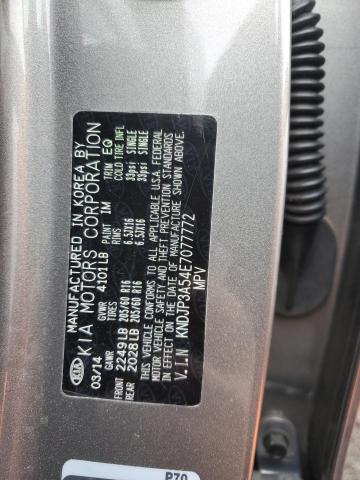 MANUFACTURED IN KOREA BY
KIA KIA MOTORS CORPORATION
03/14 GVWR 4101LB PAINT IM TRIM EQ
GAWR TIRES RIMS COLD TIRE INFL
FRONT 2249LB 205/60 R16 6.5JX16 33psi SINGLE
REAR 2028LB 205/60 R16 6.5JX16 33psi SINGLE
THIS VEHICLE CONFORMS TO ALL APPLICABLE U.S.A. FEDERAL
MOTOR VEHICLE SAFETY AND THEFT PREVENTION STANDARDS
IN EFFECT ON THE DATE OF MANUFACTURE SHOWN ABOVE.
V.I.N KNDJP3A54E7077772
MPV
P70